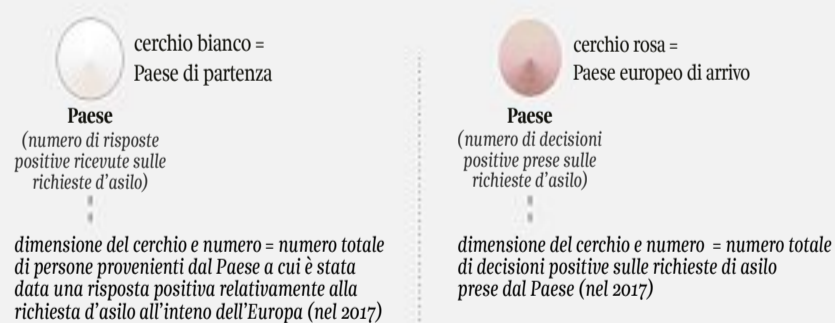 cerchio bianco =
Paese di partenza
Paese
(numero di risposte
positive ricevute sulle
richieste d'asilo)
dimensione del cerchio e numero = numero totale
di persone provenienti dal Paese a cui è stata
data una risposta positiva relativamente alla
richiesta d'asilo all'inteno dell'Europa (nel 2017)
cerchio rosa =
Paese europeo di arrivo
Paese
(numero di decisioni
positive prese sulle
richieste d'asilo)
dimensione del cerchio e numero = numero totale
di decisioni positive sulle richieste di asilo
prese dal Paese (nel 2017)